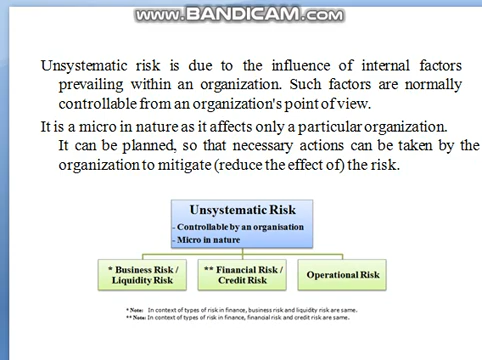 www.BANDICAM.com
Unsystematic risk is due to the influence of internal factors
prevailing within an organization. Such factors are normally
controllable from an organization's point of view.
It is a micro in nature as it affects only a particular organization.
It can be planned, so that necessary actions can be taken by the
organization to mitigate (reduce the effect of) the risk.
Unsystematic Risk
- Controllable by an organisation
- Micro in nature
* Business Risk /
Liquidity Risk
** Financial Risk /
Credit Risk
Operational Risk
* Note: In context of types of risk in finance, business risk and liquidity risk are same.
** Note: In context of types of risk in finance, financial risk and credit risk are same.